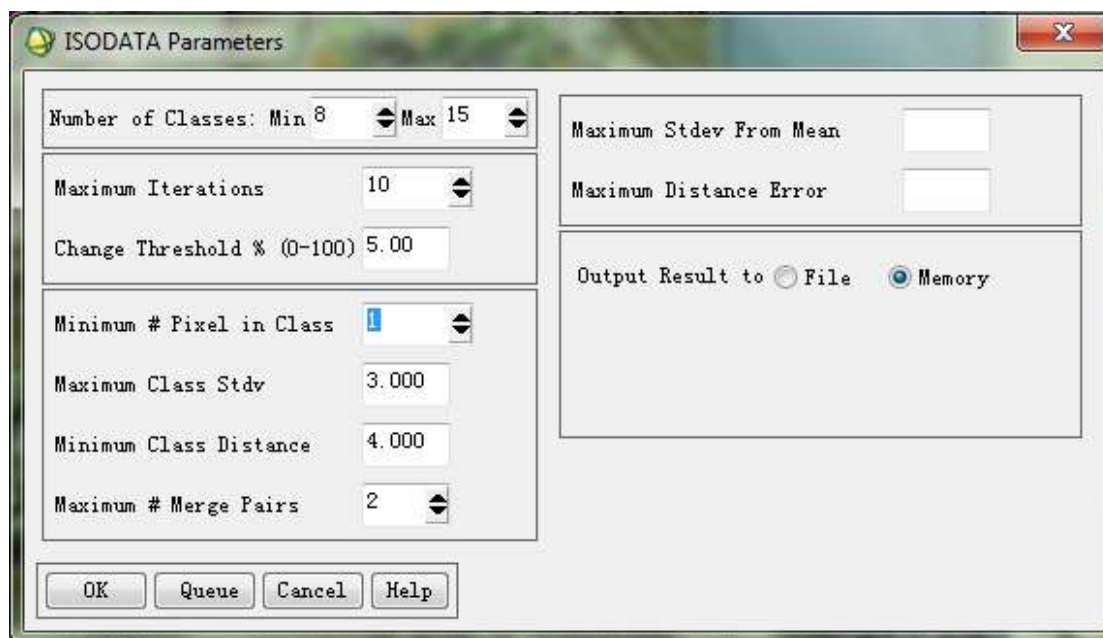 ISODATA Parameters
Number of Classes: Min 8 Max 15
Maximum Iterations 10
Change Threshold % (0-100) 5.00
Minimum # Pixel in Class 1
Maximum Class Stdv 3.000
Minimum Class Distance 4.000
Maximum # Merge Pairs 2
Maximum Stdev From Mean
Maximum Distance Error
Output Result to File Memory
OK Queue Cancel Help